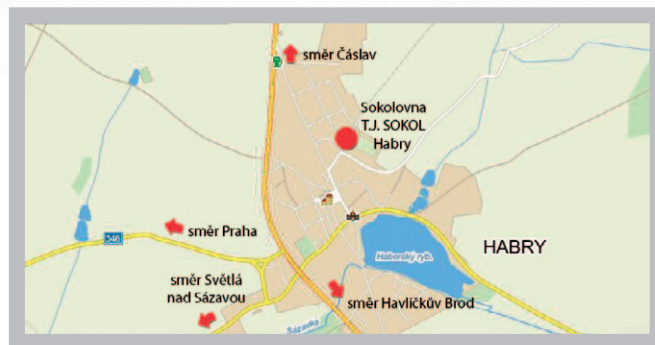 směr Čáslav
Sokolovna
T.J. SOKOL
Habry
346
směr Praha
Haberský ryb.
HABRY
směr Světlá
nad Sázavou
směr Havlíčkův Brod
Sázavka